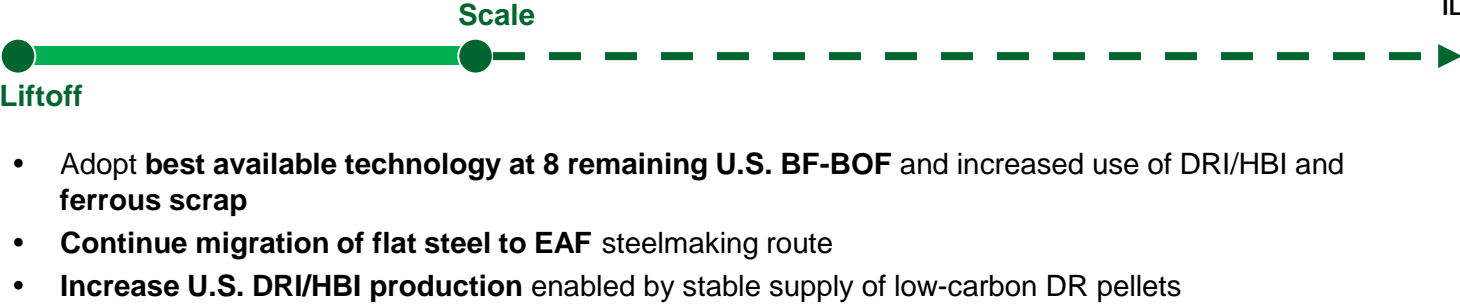 Scale
IL
Liftoff
• Adopt best available technology at 8 remaining U.S. BF-BOF and increased use of DRI/HBI and
ferrous scrap
• Continue migration of flat steel to EAF steelmaking route
• Increase U.S. DRI/HBI production enabled by stable supply of low-carbon DR pellets